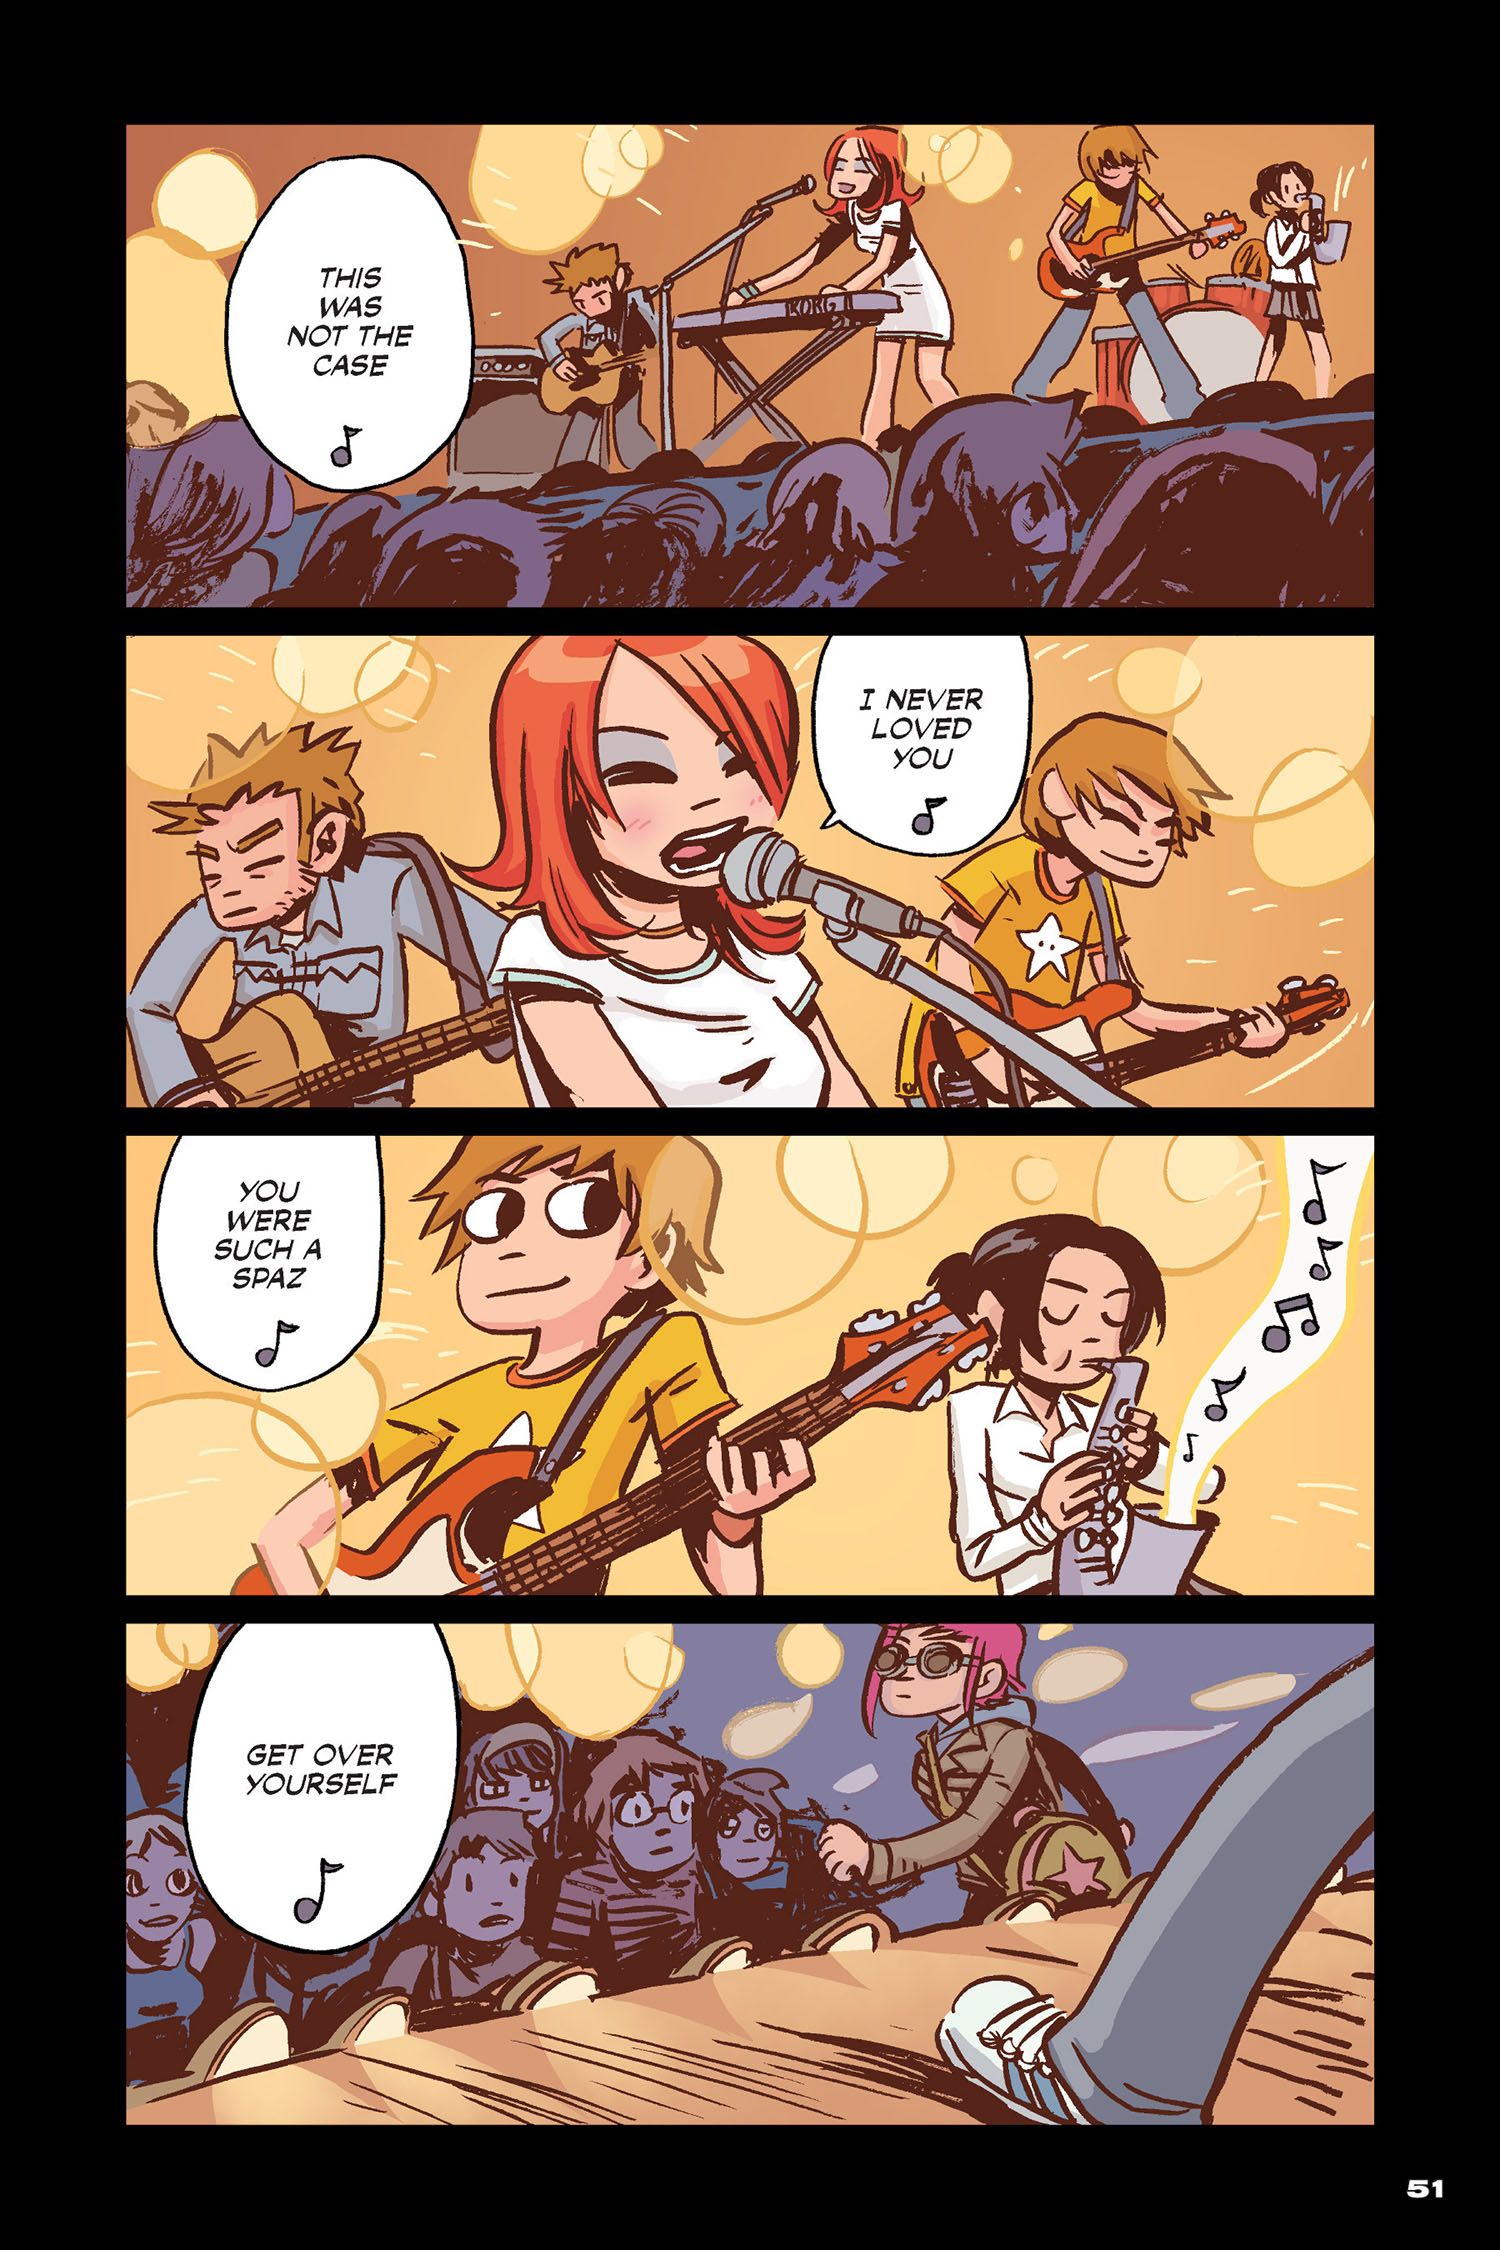 THIS
WAS
NOT THE
CASE
KORG
I NEVER
LOVED
YOU
YOU
WERE
SUCH A
SPAZ
GET OVER
YOURSELF
51